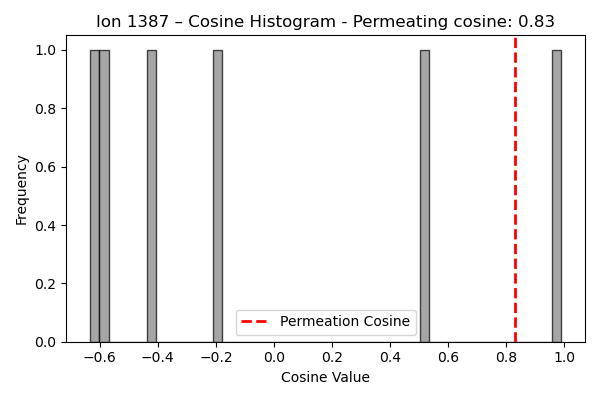 Ion 1387 – Cosine Histogram - Permeating cosine: 0.83
1.0
0.8
0.6
0.4
0.2
0.0
Frequency
Permeation Cosine
−0.6 −0.4 −0.2 0.0 0.2 0.4 0.6 0.8 1.0
Cosine Value